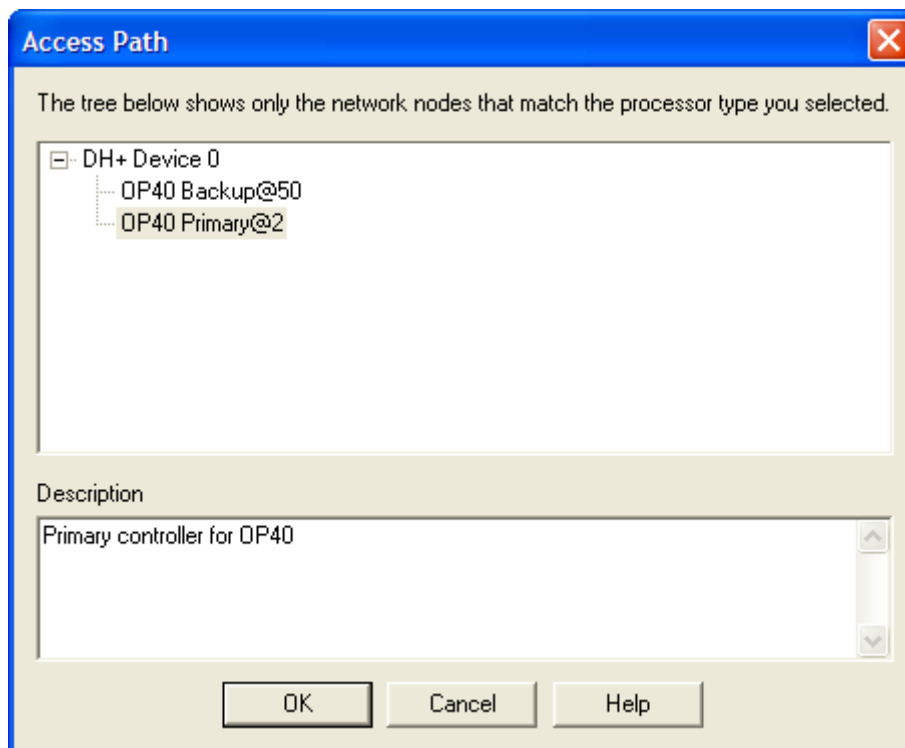 Access Path
The tree below shows only the network nodes that match the processor type you selected.
DH+ Device 0
OP40 Backup@50
OP40 Primary@2
Description
Primary controller for OP40
OK Cancel Help